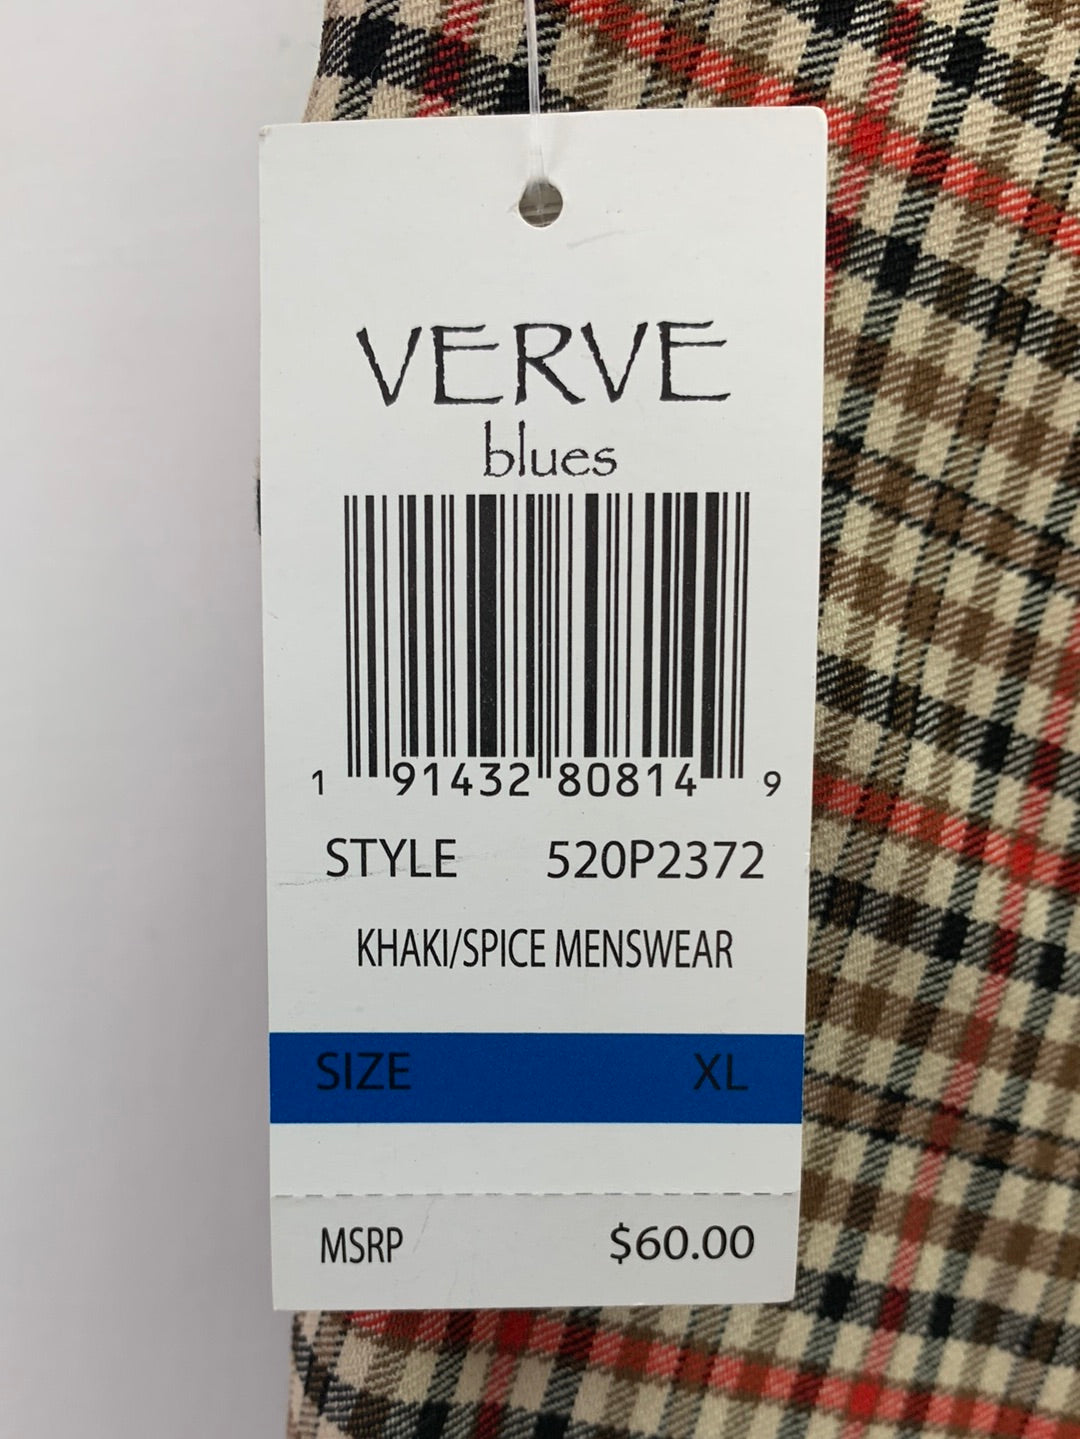 VERVE
blues
1 91432 80814 9
STYLE 520P2372
KHAKI/SPICE MENSWEAR
SIZE XL
MSRP $60.00